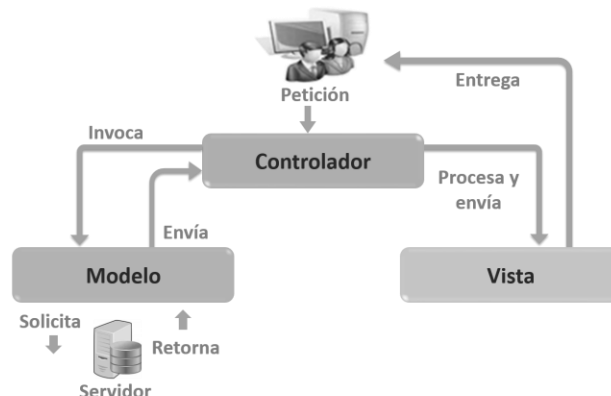 Petición
Entrega
Invoca
Controlador
Procesa y
envía
Envía
Modelo
Vista
Solicita
Retorna
Servidor